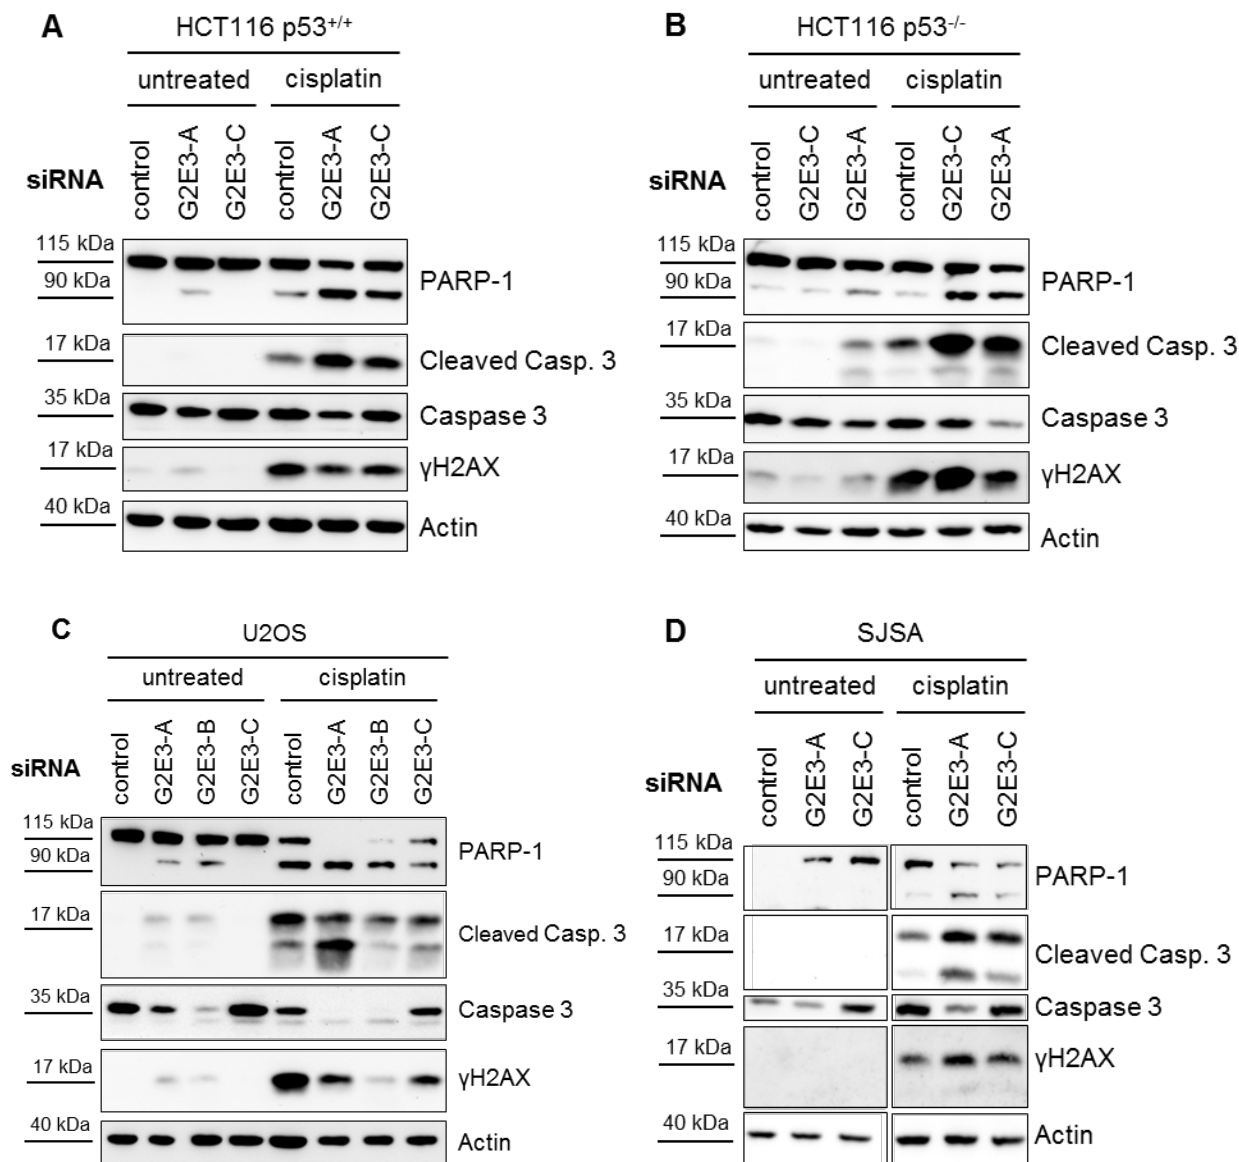 A
HCT116 p53+/+
untreated cisplatin
siRNA control G2E3-A G2E3-C control G2E3-A G2E3-C
115 kDa
90 kDa
PARP-1
17 kDa
Cleaved Casp. 3
35 kDa
Caspase 3
17 kDa
γH2AX
40 kDa
Actin
B
HCT116 p53-/-
untreated cisplatin
siRNA control G2E3-C G2E3-A control G2E3-C G2E3-A
115 kDa
90 kDa
PARP-1
17 kDa
Cleaved Casp. 3
35 kDa
Caspase 3
17 kDa
γH2AX
40 kDa
Actin
C
U2OS
untreated cisplatin
siRNA control G2E3-A G2E3-B G2E3-C control G2E3-A G2E3-B G2E3-C
115 kDa
90 kDa
PARP-1
17 kDa
Cleaved Casp. 3
35 kDa
Caspase 3
17 kDa
γH2AX
40 kDa
Actin
D
SJSA
untreated cisplatin
siRNA control G2E3-A G2E3-C control G2E3-A G2E3-C
115 kDa
90 kDa
PARP-1
17 kDa
Cleaved Casp. 3
35 kDa
Caspase 3
17 kDa
γH2AX
40 kDa
Actin